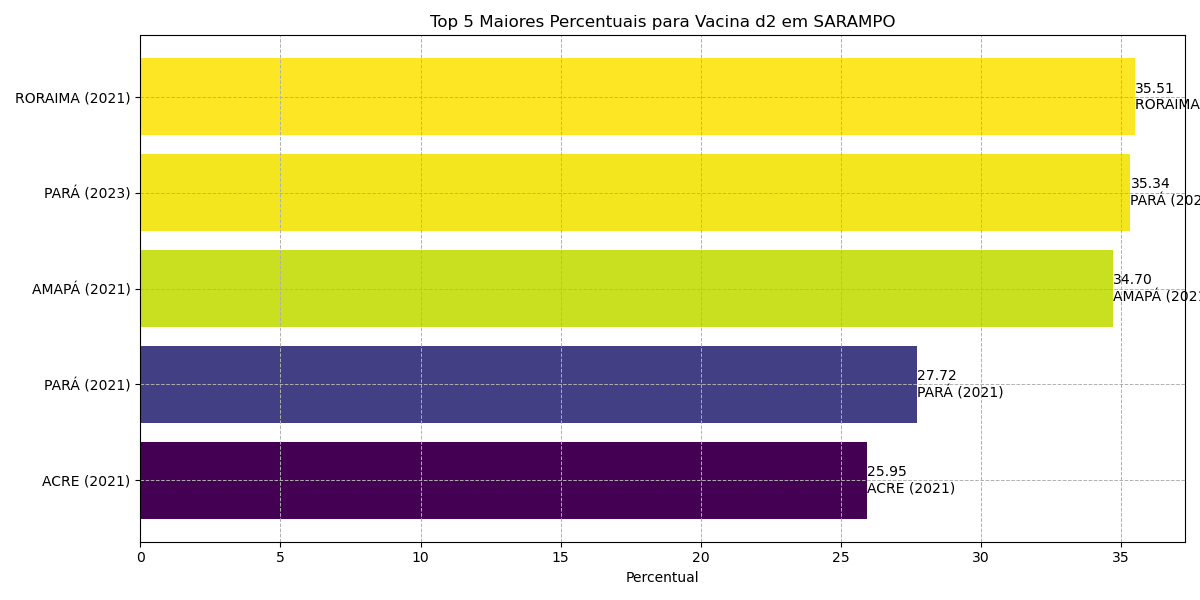 Top 5 Maiores Percentuais para Vacina d2 em SARAMPO
RORAIMA (2021)
35.51
RORAIMA
PARÁ (2023)
35.34
PARÁ (202
AMAPÁ (2021)
34.70
AMAPÁ (2021
PARÁ (2021)
27.72
PARÁ (2021)
ACRE (2021)
25.95
ACRE (2021)
0 5 10 15 20 25 30 35
Percentual